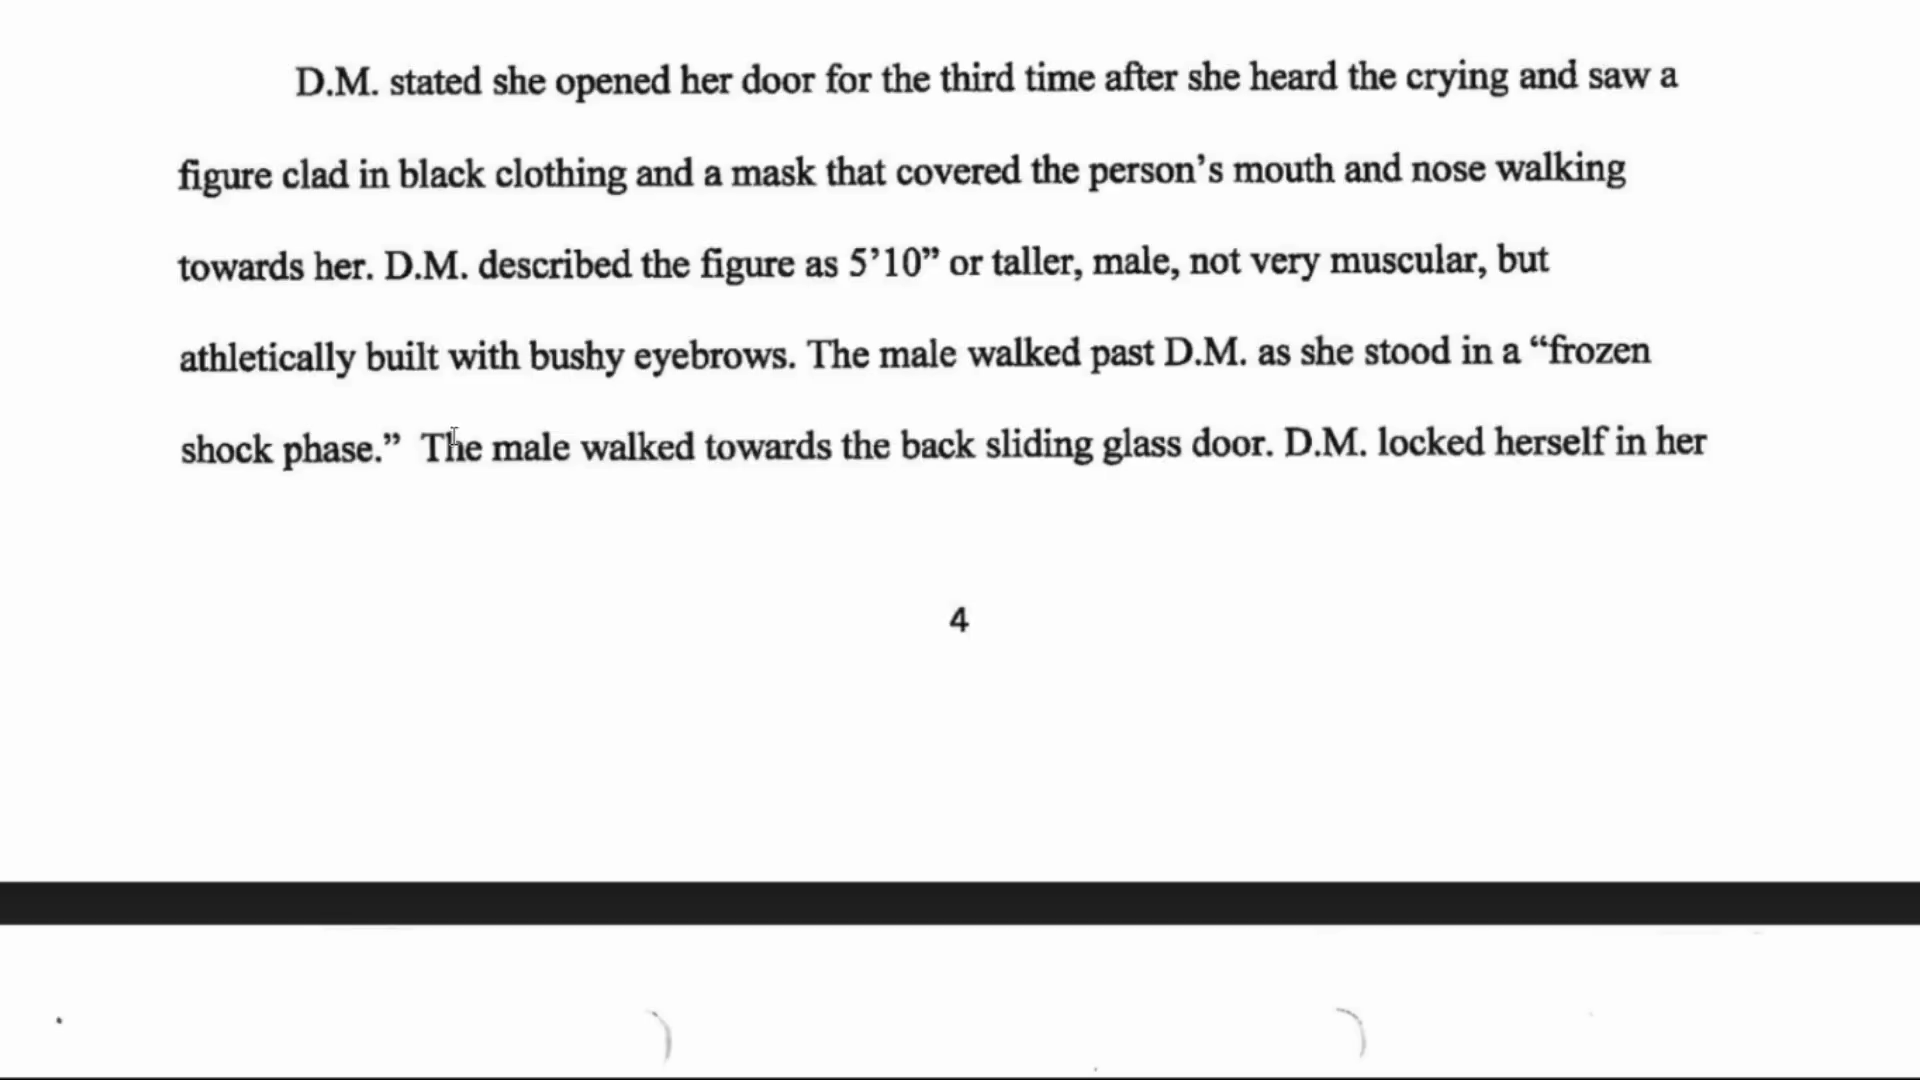 D.M. stated she opened her door for the third time after she heard the crying and saw a
figure clad in black clothing and a mask that covered the person’s mouth and nose walking
towards her. D.M. described the figure as 5’10” or taller, male, not very muscular, but
athletically built with bushy eyebrows. The male walked past D.M. as she stood in a “frozen
shock phase.”  The male walked towards the back sliding glass door. D.M. locked herself in her
4